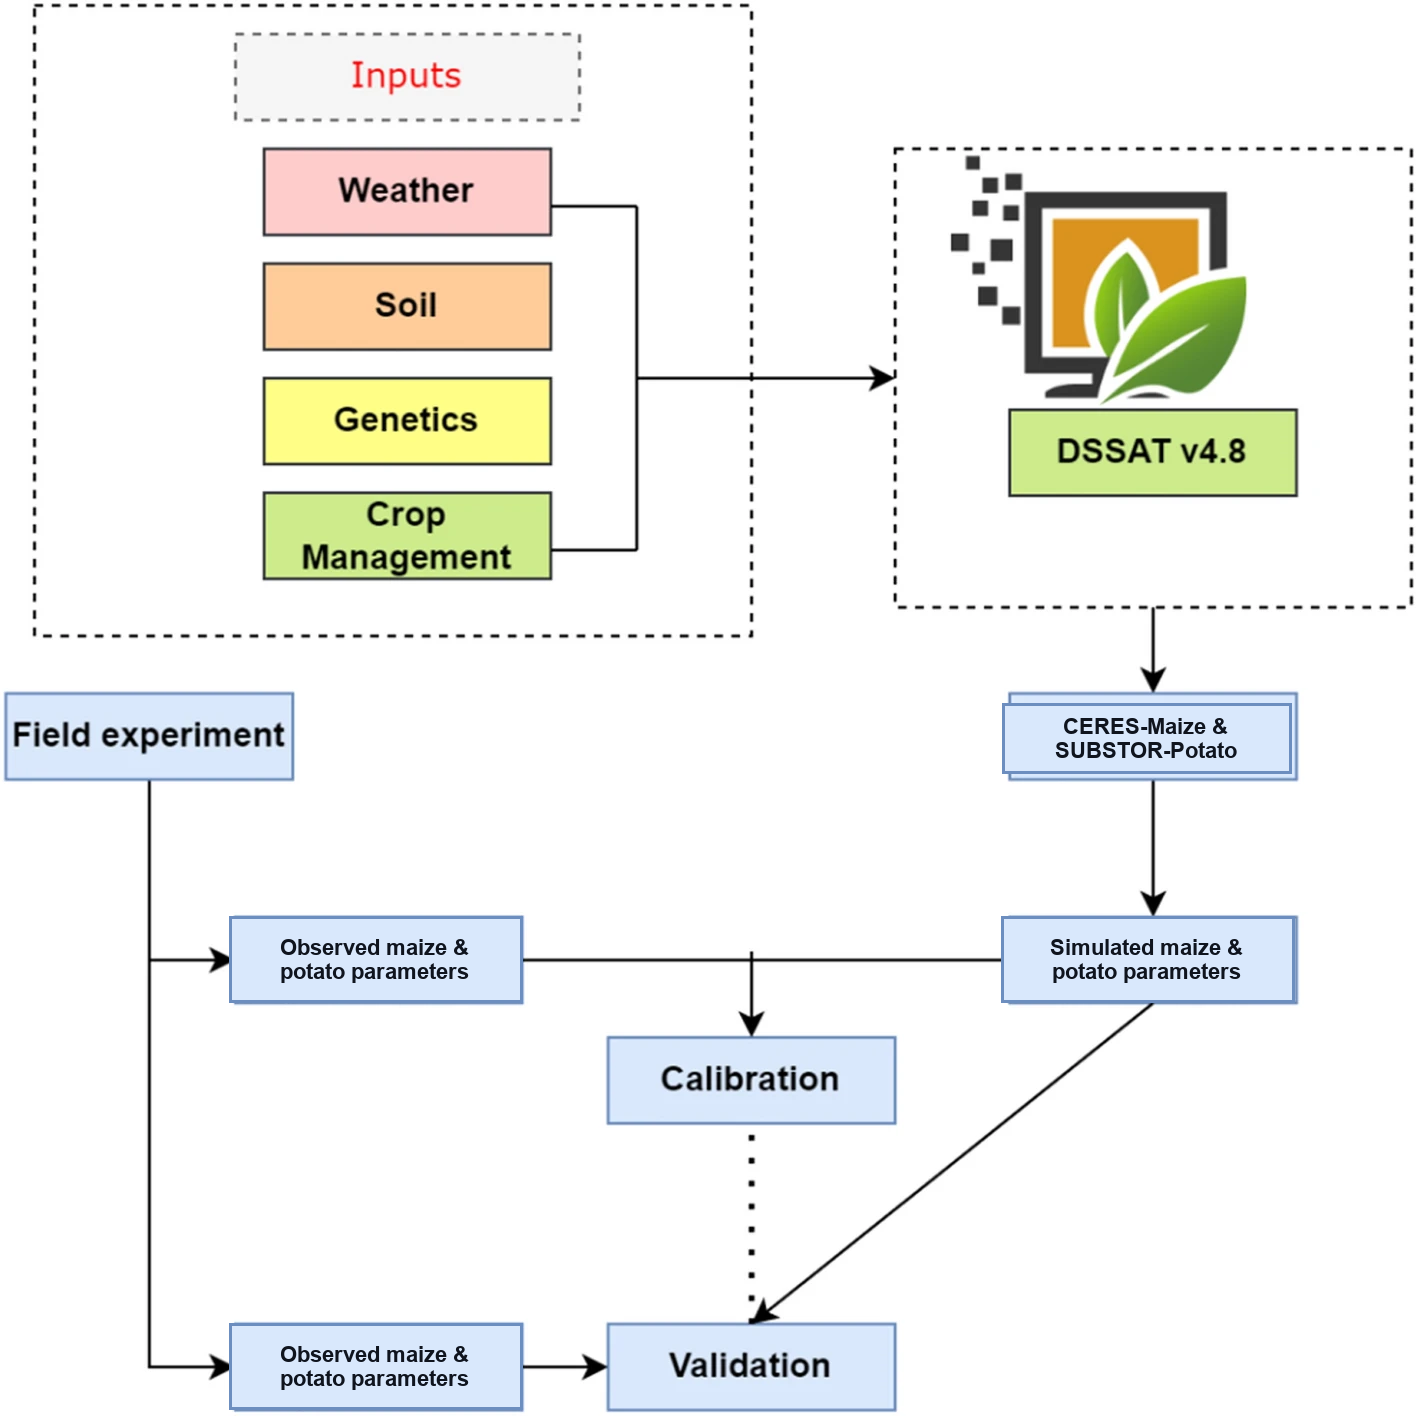 Inputs
Weather
Soil
Genetics
Crop
Management
DSSAT v4.8
Field experiment
CERES-Maize &
SUBSTOR-Potato
Observed maize &
potato parameters
Simulated maize &
potato parameters
Calibration
Observed maize &
potato parameters
Validation